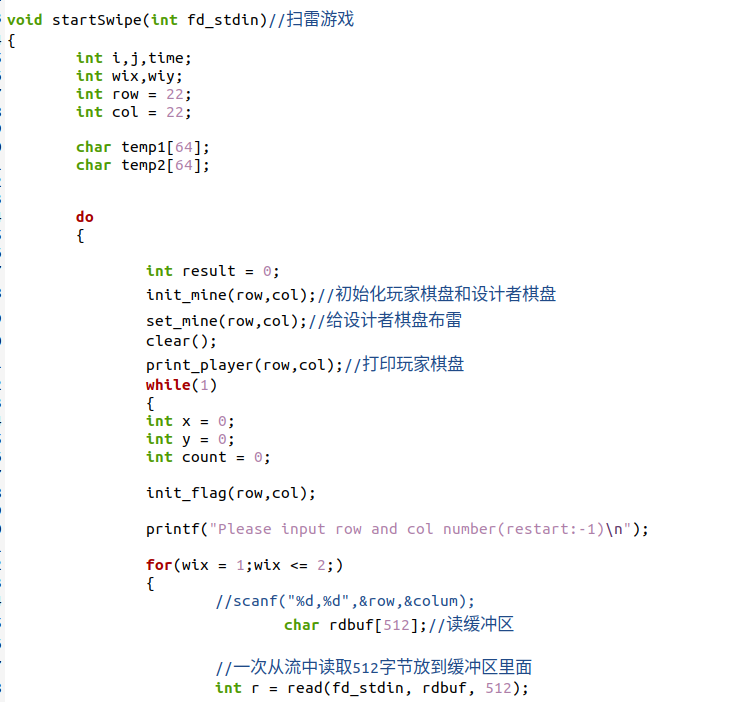 void startSwipe(int fd_stdin)//扫雷游戏
{
int i,j,time;
int wix,wiy;
int row = 22;
int col = 22;
char temp1[64];
char temp2[64];
do
{
int result = 0;
init_mine(row,col);//初始化玩家棋盘和设计者棋盘
set_mine(row,col);//给设计者棋盘布雷
clear();
print_player(row,col);//打印玩家棋盘
while(1)
{
int x = 0;
int y = 0;
int count = 0;
init_flag(row,col);
printf("Please input row and col number(restart:-1)\n");
for(wix = 1;wix <= 2;)
{
//scanf("%d,%d",&row,&colum);
char rdbuf[512];//读缓冲区
//一次从流中读取512字节放到缓冲区里面
int r = read(fd_stdin, rdbuf, 512);